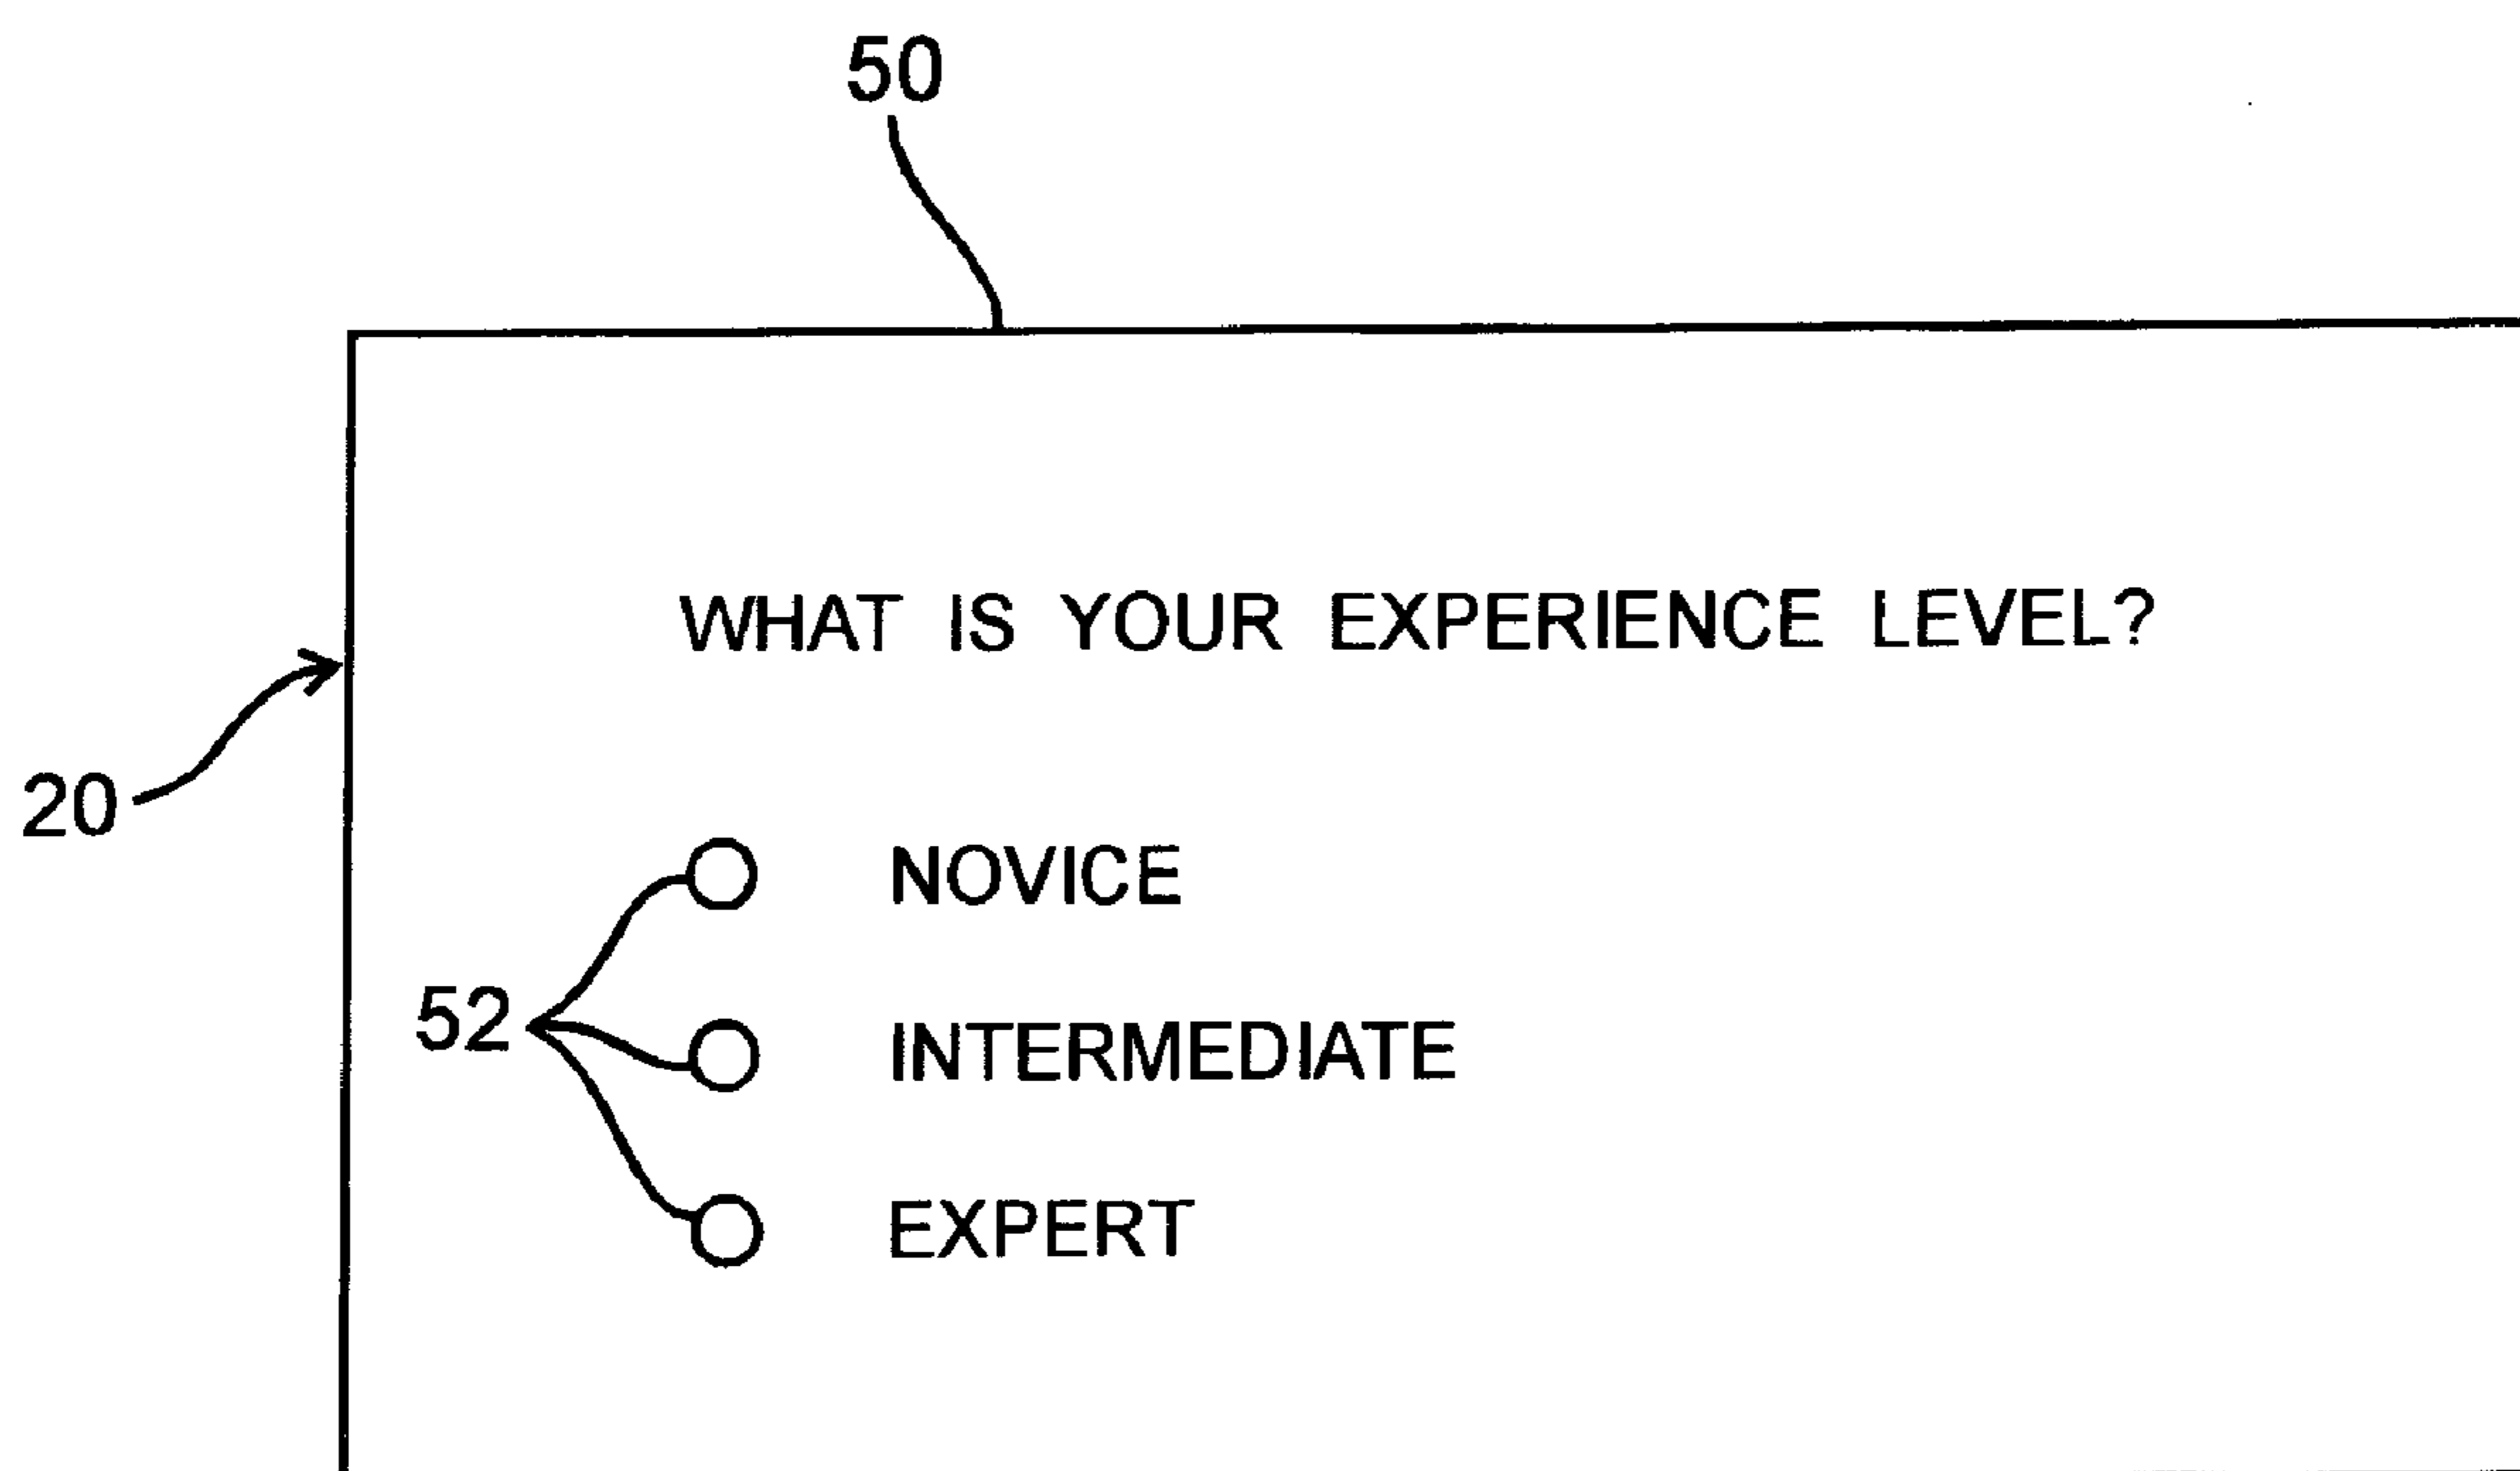 50
WHAT IS YOUR EXPERIENCE LEVEL?
20
NOVICE
52
INTERMEDIATE
EXPERT